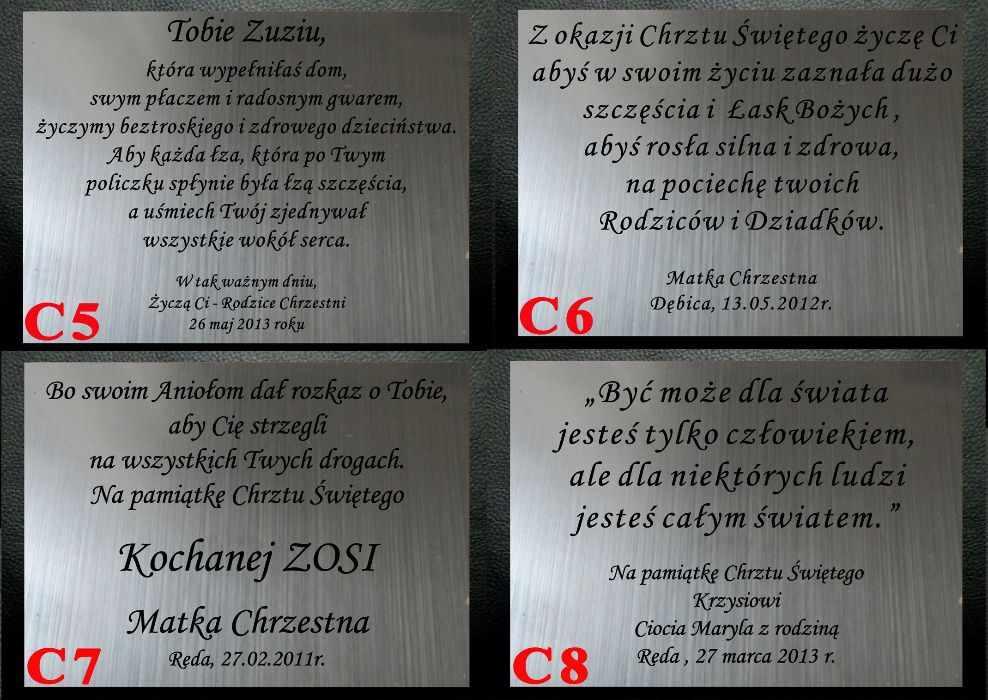 Tobie Zuziu,
która wypełniłaś dom,
swym płaczem i radosnym gwarem,
życzymy beztroskiego i zdrowego dzieciństwa.
Aby każda łza, która po Twym
policzku spłynie była łzą szczęścia,
a uśmiech Twój zjednywał
wszystkie wokół serca.
W tak ważnym dniu,
Życzą Ci - Rodzice Chrzestni
26 maj 2013 roku
C5
Z okazji Chrztu Świętego życzę Ci
abyś w swoim życiu zaznała dużo
szczęścia i Łask Bożych ,
abyś rosła silna i zdrowa,
na pociechę twoich
Rodziców i Dziadków.
Matka Chrzestna
Dębica, 13.05.2012r.
C6
Bo swoim Aniołom dał rozkaz o Tobie,
aby Cię strzegli
na wszystkich Twych drogach.
Na pamiątkę Chrztu Świętego
Kochanej ZOSI
Matka Chrzestna
Reda, 27.02.2011r.
C7
„Być może dla świata
jesteś tylko człowiekiem,
ale dla niektórych ludzi
jesteś całym światem.”
Na pamiątkę Chrztu Świętego
Krzysiowi
Ciocia Maryla z rodziną
Reda , 27 marca 2013 r.
C8